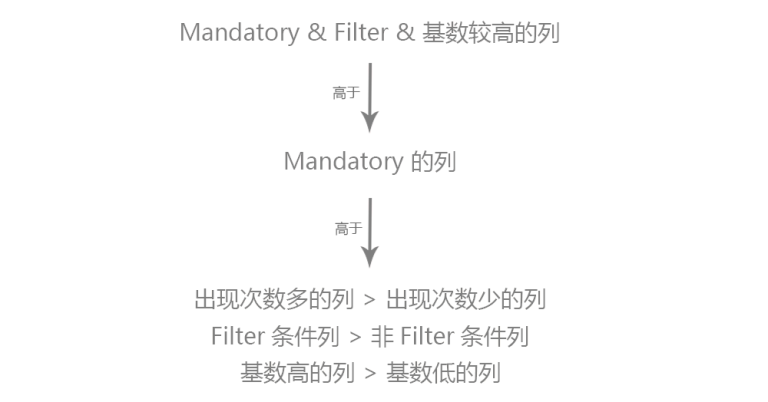 Mandatory & Filter & 基数较高的列
高于
Mandatory 的列
高于
出现次数多的列 > 出现次数少的列
Filter 条件列 > 非 Filter 条件列
基数高的列 > 基数低的列